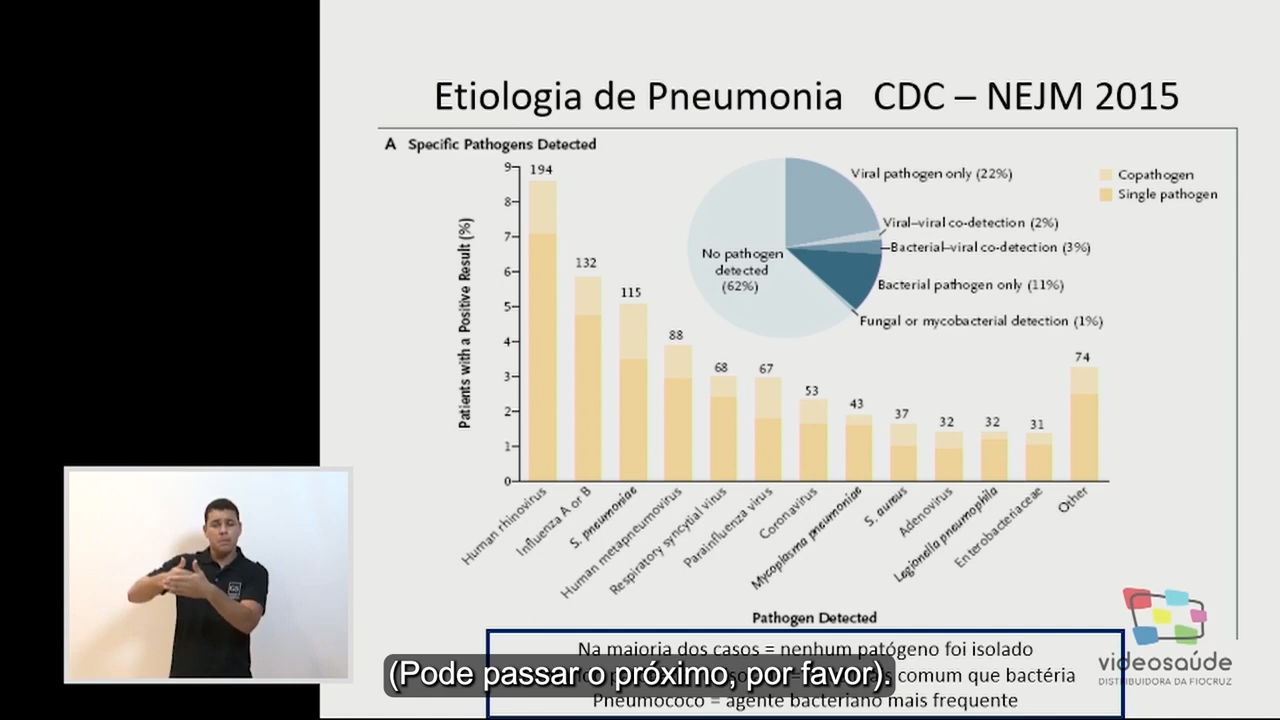 Etiologia de Pneumonia CDC – NEJM 2015
A Specific Pathogens Detected
Patients with a Positive Result (%)
9
8
7
6
5
4
3
2
1
0
194
132
115
88
68
67
53
43
37
32
32
31
74
Human rhinovirus
Influenza A or B
S. pneumoniae
Human metapneumovirus
Respiratory syncytial virus
Parainfluenza virus
Coronavirus
Mycoplasma pneumoniae
S. aureus
Adenovirus
Legionella pneumophila
Enterobacteriaceae
Other
Pathogen Detected
Viral pathogen only (22%)
Viral–viral co-detection (2%)
Bacterial–viral co-detection (3%)
Bacterial pathogen only (11%)
Fungal or mycobacterial detection (1%)
No pathogen
detected
(62%)
Copathogen
Single pathogen
Na maioria dos casos = nenhum patógeno foi isolado
comum que bactéria
Pneumococo = agente bacteriano mais frequente
(Pode passar o próximo, por favor).
videosaúde
DISTRIBUIDORA DA FIOCRUZ